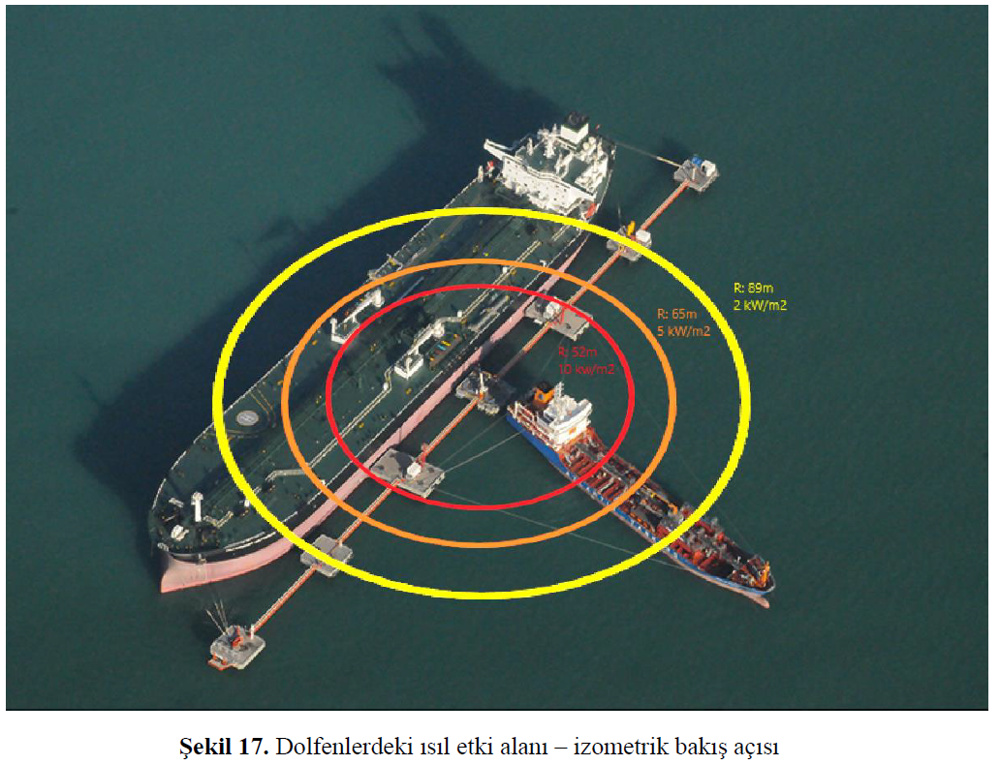 R: 89m
2 kW/m2
R: 65m
5 kW/m2
R: 52m
10 kw/m2
H
Şekil 17. Dolfenlerdeki ısıl etki alanı – izometrik bakış açısı